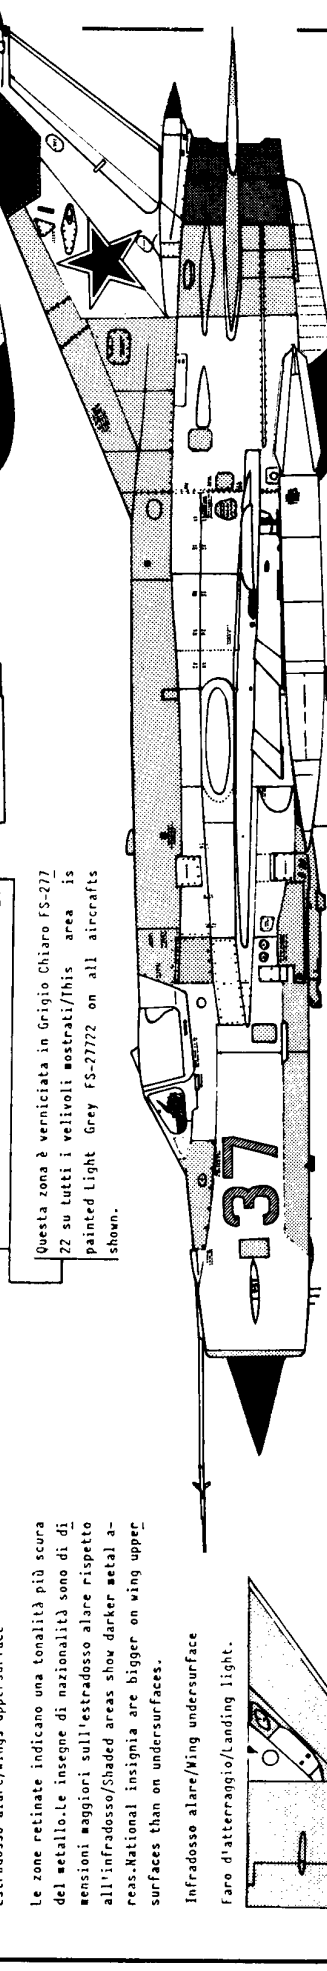 Estradosso alare/Wings uppersurface
Le zone retinate indicano una tonalità più scura
del metallo.Le insegne di nazionalità sono di di
mensioni maggiori sull'estradosso alare rispetto
all'infradosso/Shaded areas show darker metal a-
reas.National insignia are bigger on wing upper
surfaces than on undersurfaces.
Infradosso alare/Wing undersurface
Faro d'atterraggio/Landing light.
Questa zona è verniciata in Grigio Chiaro FS-277
22 su tutti i velivoli mostrati/This area is
painted Light Grey FS-27722 on all aircrafts
shown.
37